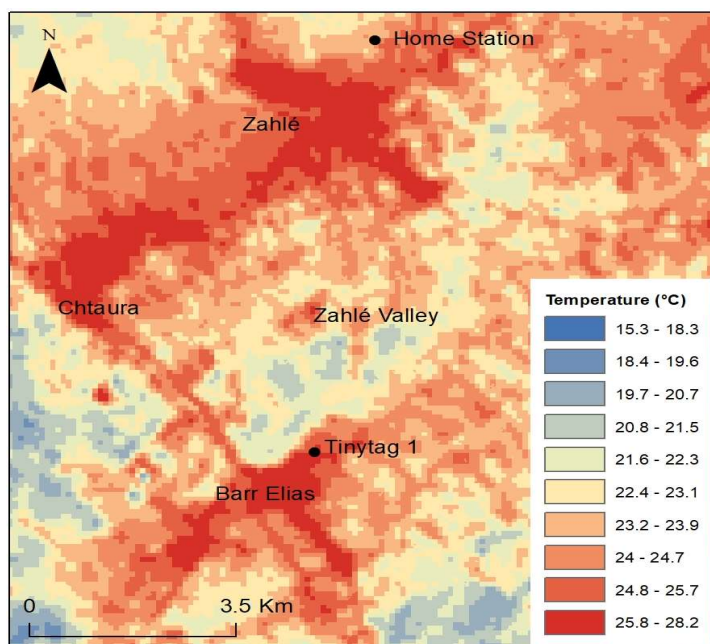 N
Home Station
Zahlé
Chtaura
Zahlé Valley
Tinytag 1
Barr Elias
0 3.5 Km
Temperature (°C)
15.3 - 18.3
18.4 - 19.6
19.7 - 20.7
20.8 - 21.5
21.6 - 22.3
22.4 - 23.1
23.2 - 23.9
24 - 24.7
24.8 - 25.7
25.8 - 28.2